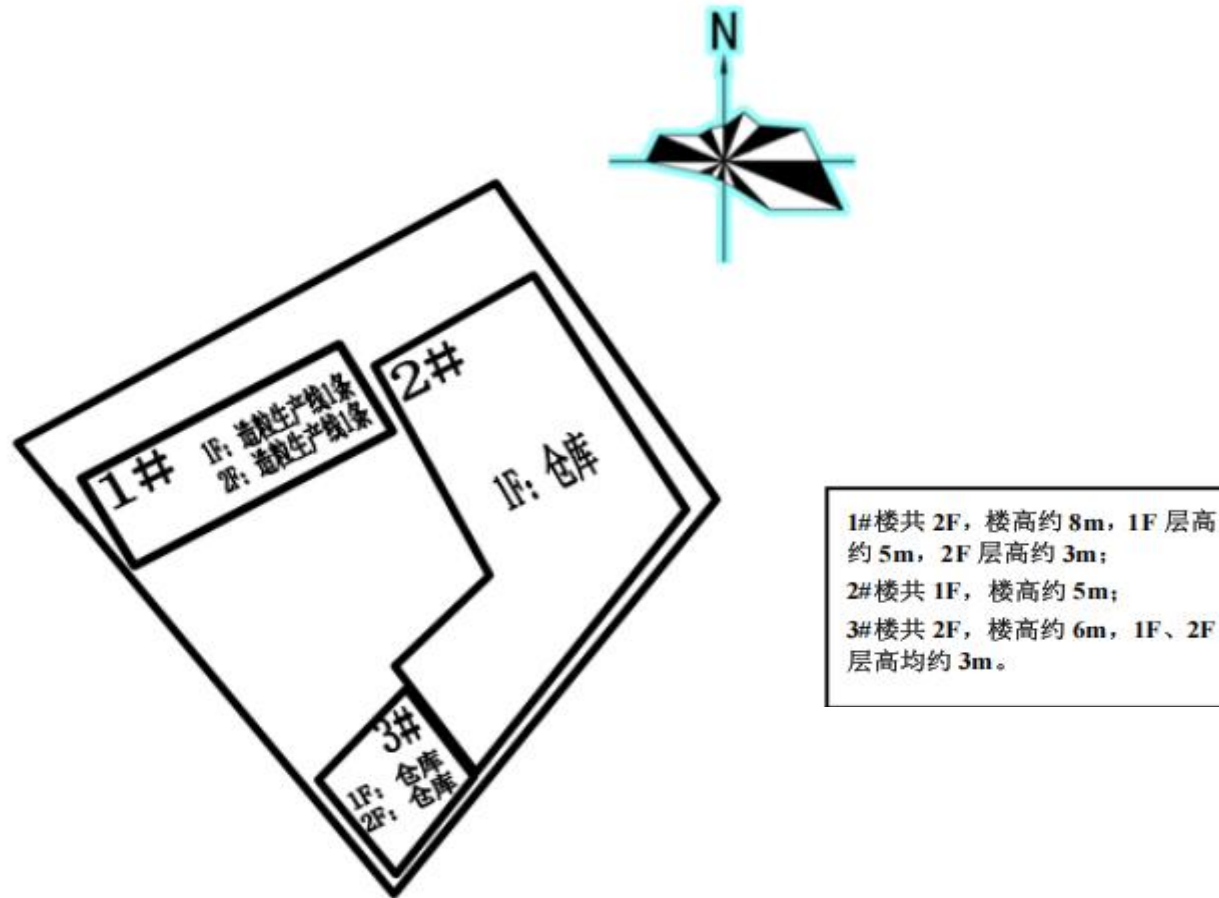 N
1#
1F：造粒生产线1条
2F：造粒生产线1条
2#
1F：仓库
3#
1F：仓库
2F：仓库
1#楼共 2F，楼高约 8m，1F 层高
约 5m，2F 层高约 3m；
2#楼共 1F，楼高约 5m；
3#楼共 2F，楼高约 6m，1F、2F
层高均约 3m。